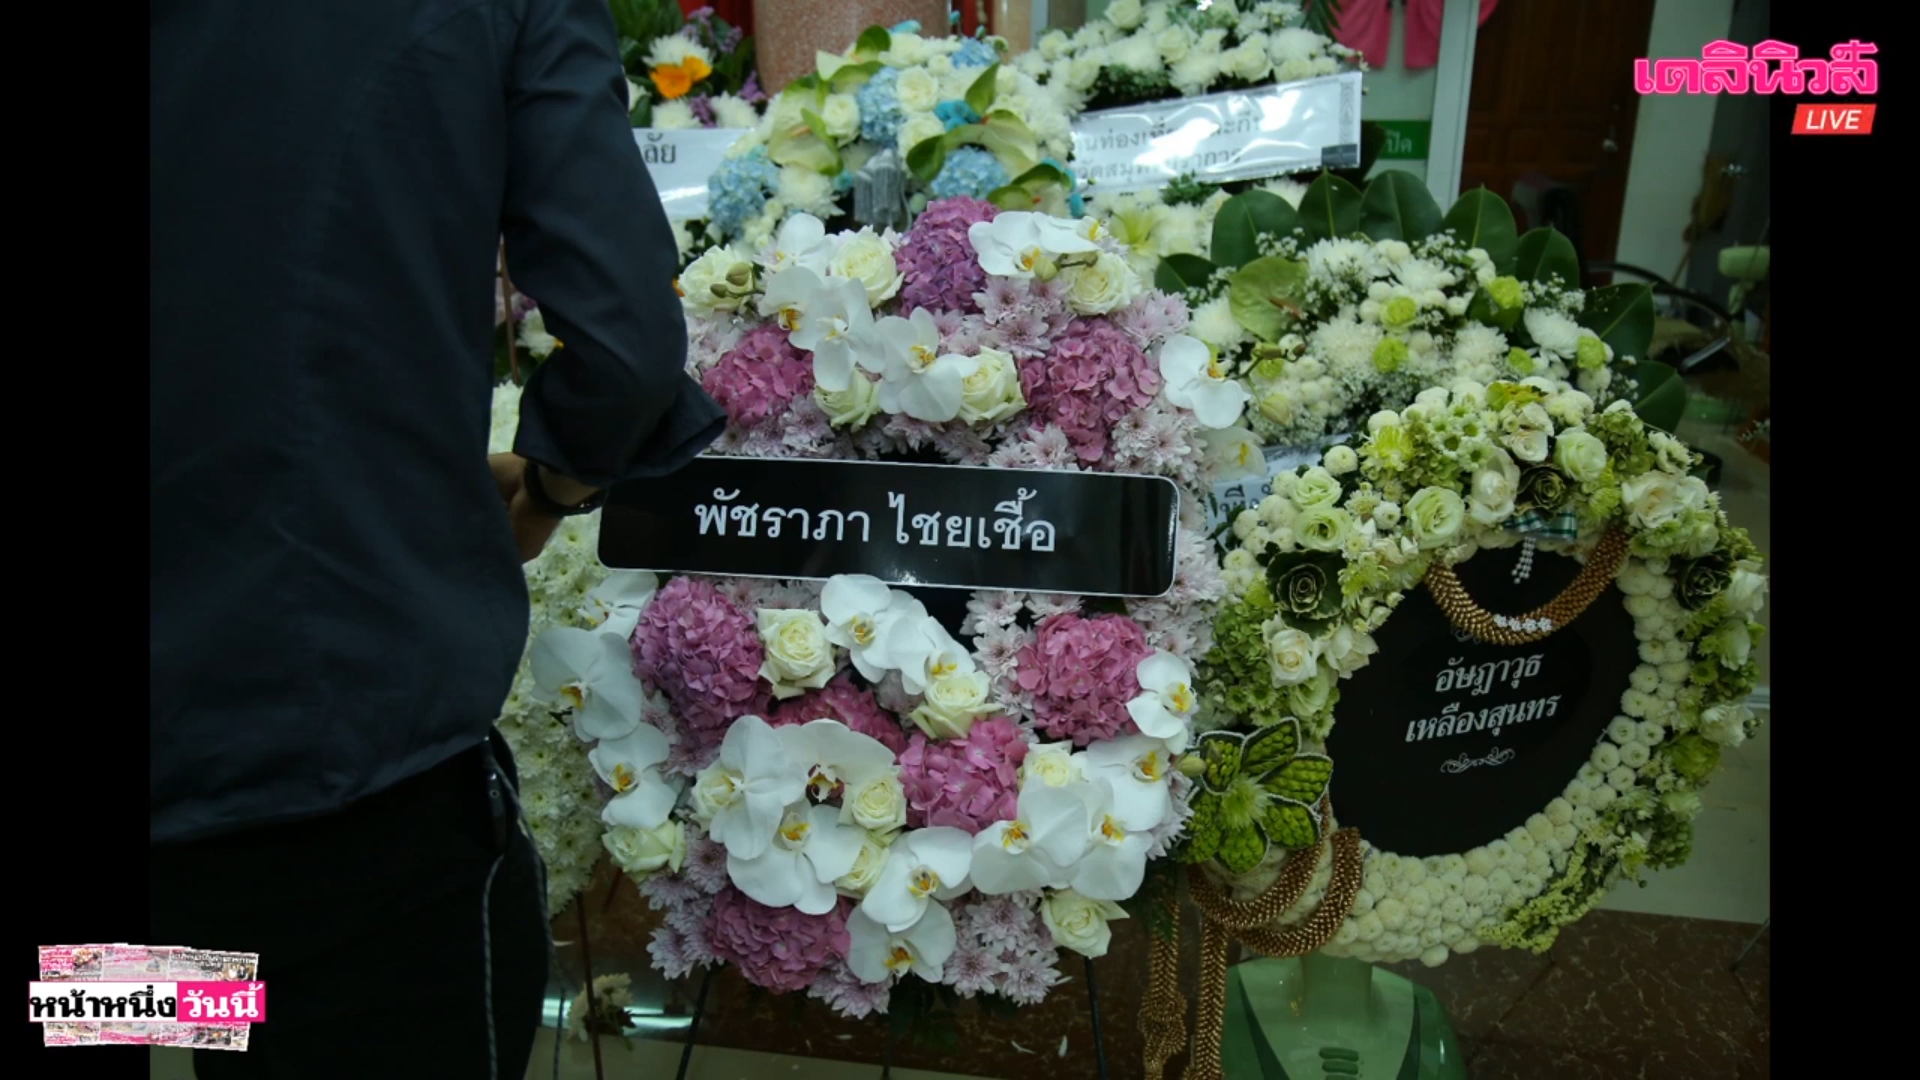 เดลินิวส์
LIVE
ลัย
พัชราภา ไชยเชื้อ
อัษฎาวุธ
เหลืองสุนทร
หน้าหนึ่งวันนี้